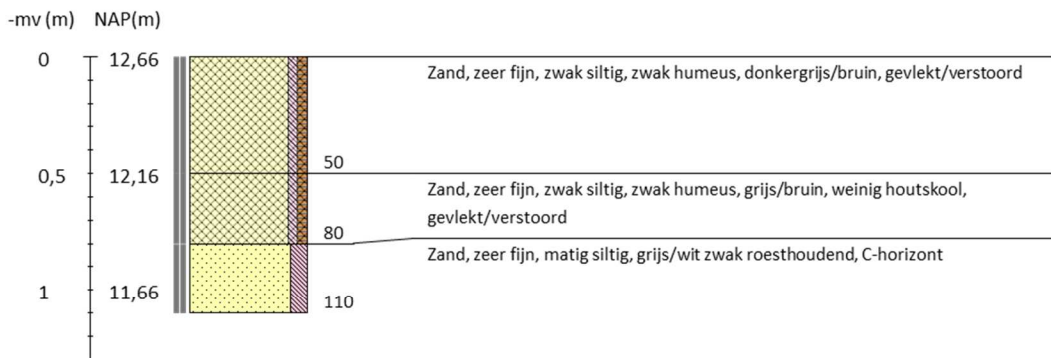 -mv (m) NAP(m)
0 12,66
Zand, zeer fijn, zwak siltig, zwak humeus, donkergrijs/bruin, gevlekt/verstoord
50
0,5 12,16
Zand, zeer fijn, zwak siltig, zwak humeus, grijs/bruin, weinig houtskool,
gevlekt/verstoord
80
Zand, zeer fijn, matig siltig, grijs/wit zwak roesthoudend, C-horizont
1 11,66
110